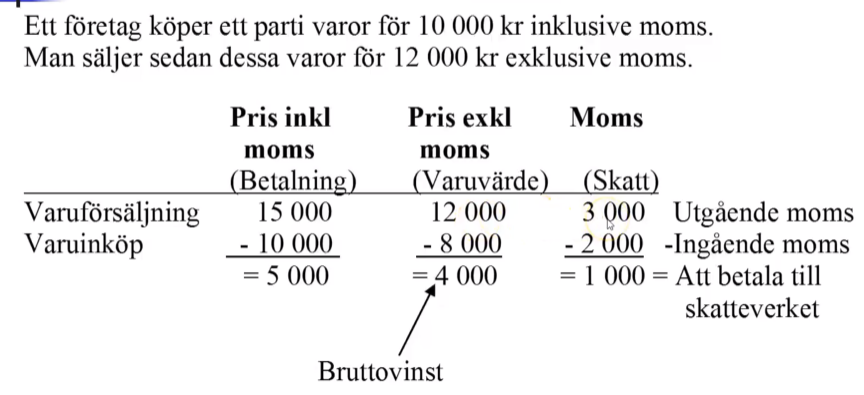 Ett företag köper ett parti varor för 10 000 kr inklusive moms.
Man säljer sedan dessa varor för 12 000 kr exklusive moms.
Pris inkl Pris exkl Moms
moms moms
(Betalning) (Varuvärde) (Skatt)
Varuförsäljning 15 000 12 000 3 000 Utgående moms
Varuinköp - 10 000 - 8 000 - 2 000 -Ingående moms
= 5 000 = 4 000 = 1 000 = Att betala till
skatteverket
Bruttovinst